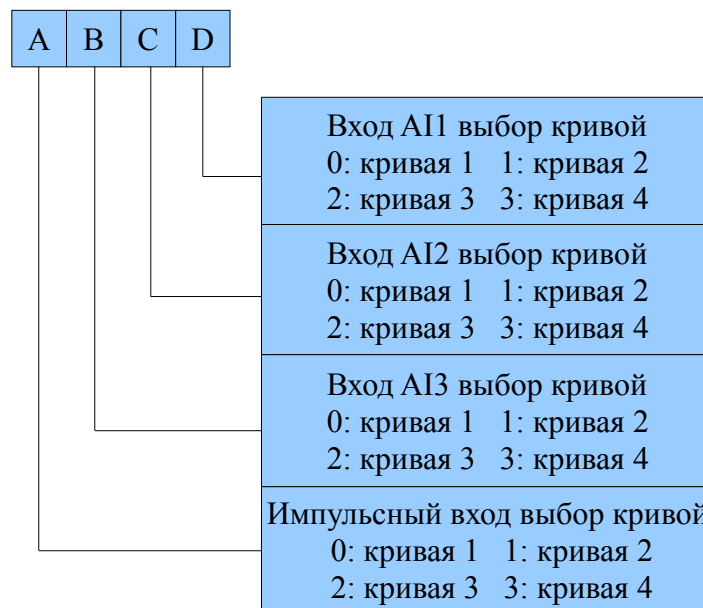 A B C D
Вход AI1 выбор кривой
0: кривая 1 1: кривая 2
2: кривая 3 3: кривая 4
Вход AI2 выбор кривой
0: кривая 1 1: кривая 2
2: кривая 3 3: кривая 4
Вход AI3 выбор кривой
0: кривая 1 1: кривая 2
2: кривая 3 3: кривая 4
Импульсный вход выбор кривой
0: кривая 1 1: кривая 2
2: кривая 3 3: кривая 4